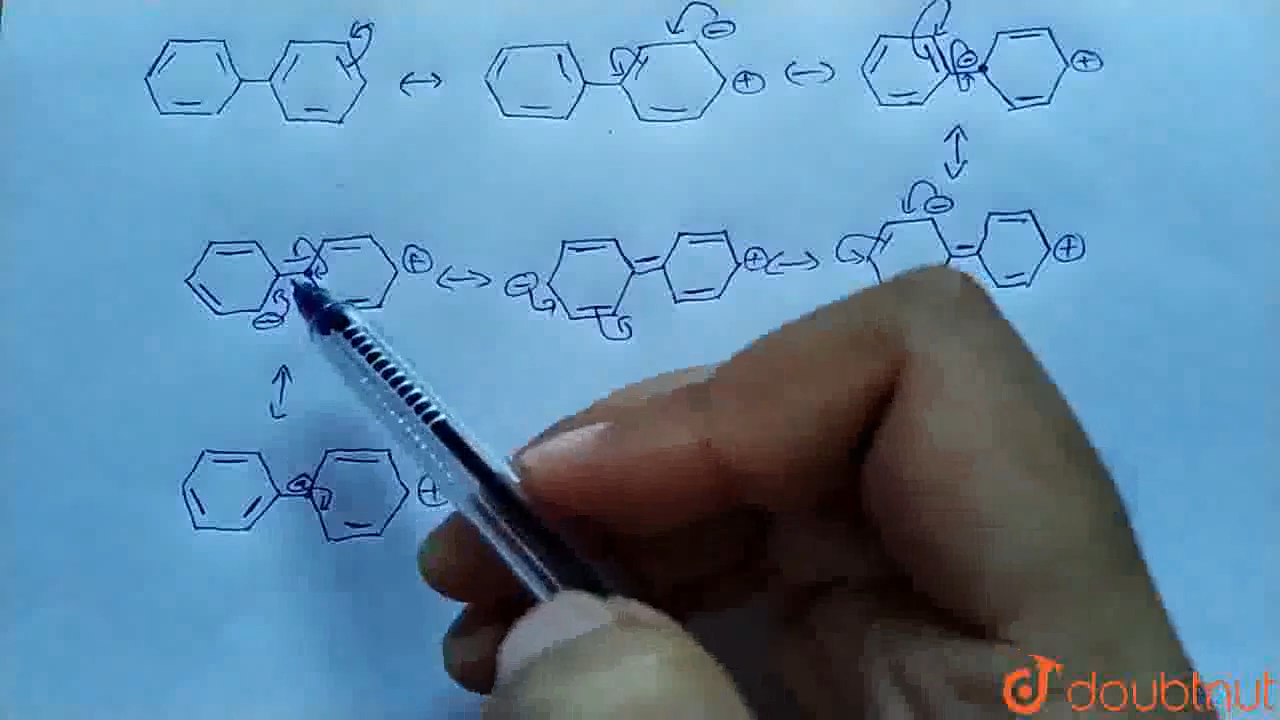 ⊖
⊕ ⊖ ⊕
⊖
⊕ ⊖ ⊕ ⊕
⊖
⊖ +
doubtnut